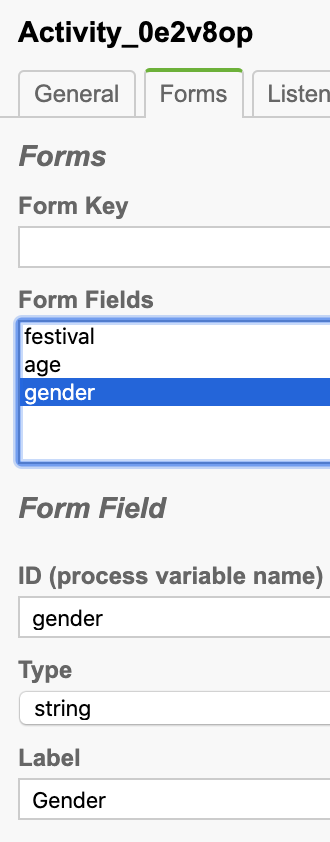 Activity_0e2v8op
General Forms Listen
Forms
Form Key
Form Fields
festival
age
gender
Form Field
ID (process variable name)
gender
Type
string
Label
Gender